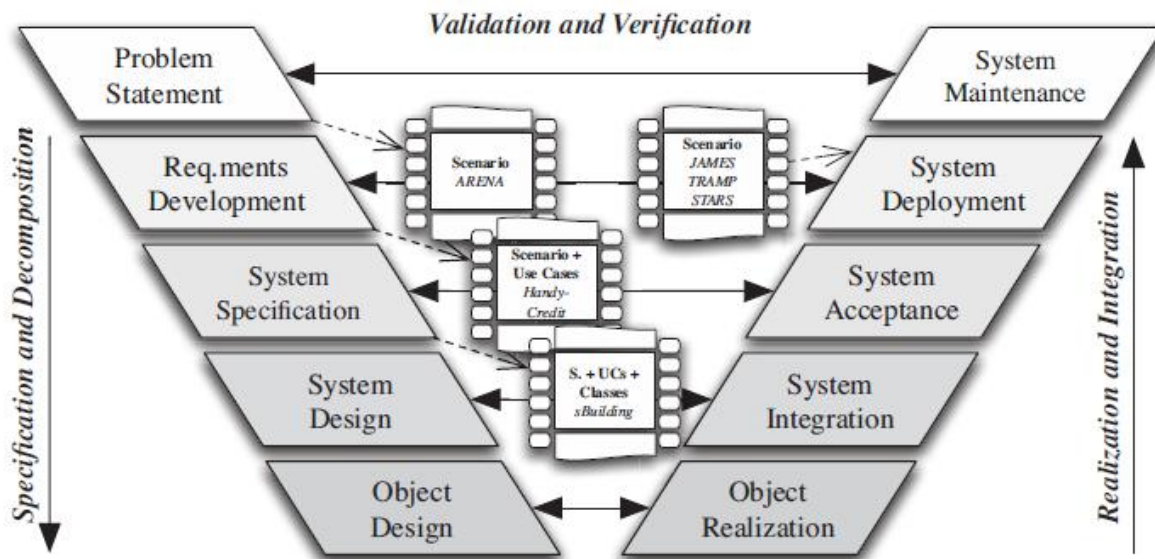 Validation and Verification
Problem
Statement
System
Maintenance
Scenario
ARENA
Scenario
JAMES
TRAMP
STARS
Req.ments
Development
System
Deployment
Scenario +
Use Cases
Handy-
Credit
System
Specification
System
Acceptance
S. + UCs +
Classes
sBuilding
System
Design
System
Integration
Object
Design
Object
Realization
Specification and Decomposition
Realization and Integration